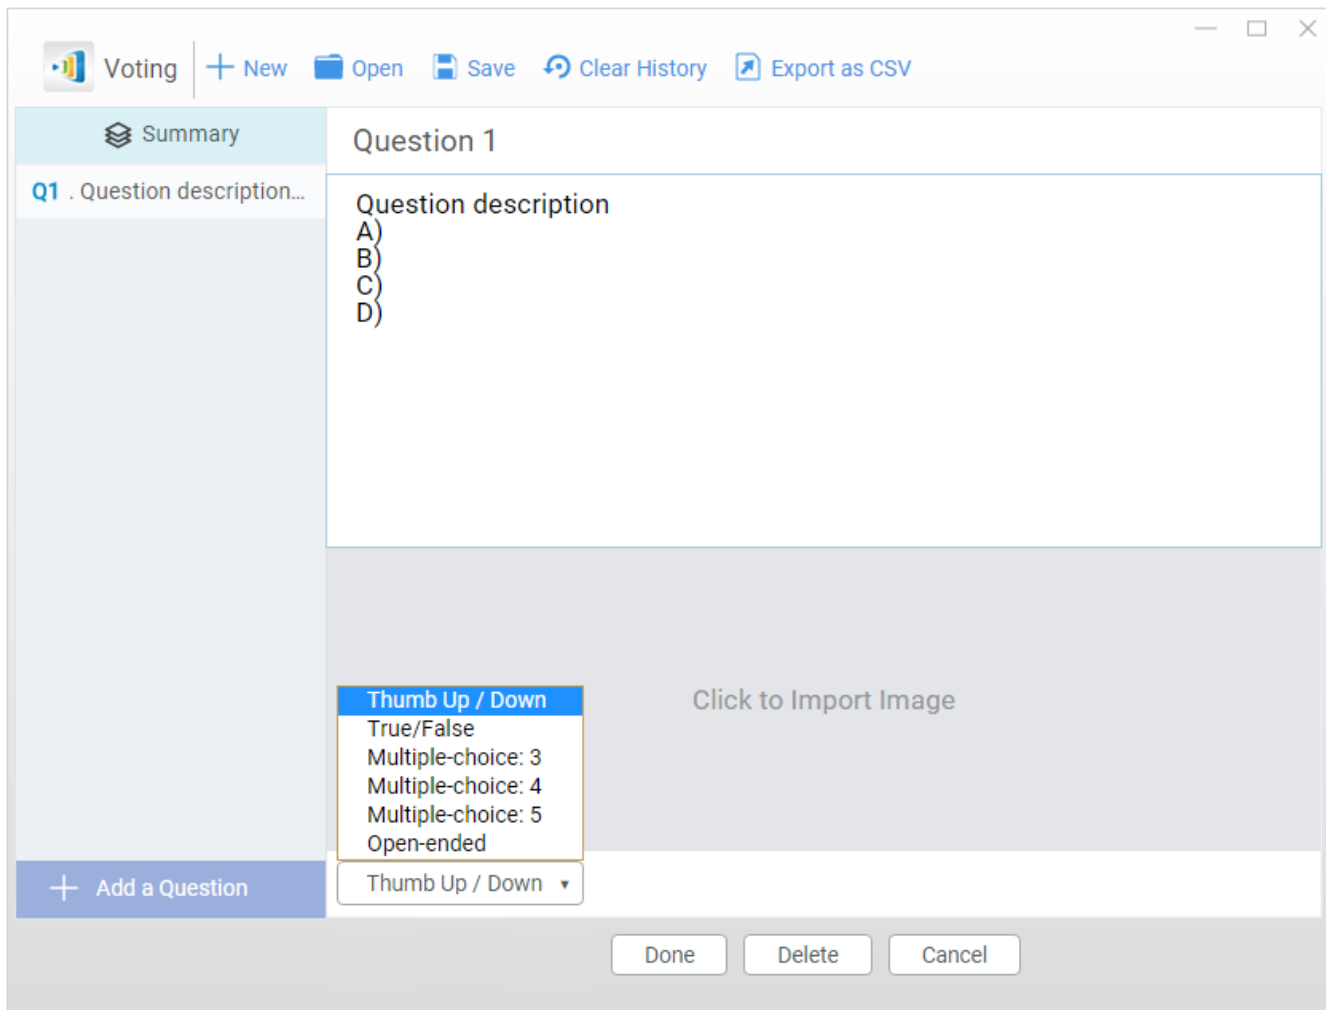 Voting
New
Open
Save
Clear History
Export as CSV
Summary
Question 1
Q1 . Question description...
Question description
A)
B)
C)
D)
Click to Import Image
Thumb Up / Down
True/False
Multiple-choice: 3
Multiple-choice: 4
Multiple-choice: 5
Open-ended
Add a Question
Thumb Up / Down
Done
Delete
Cancel